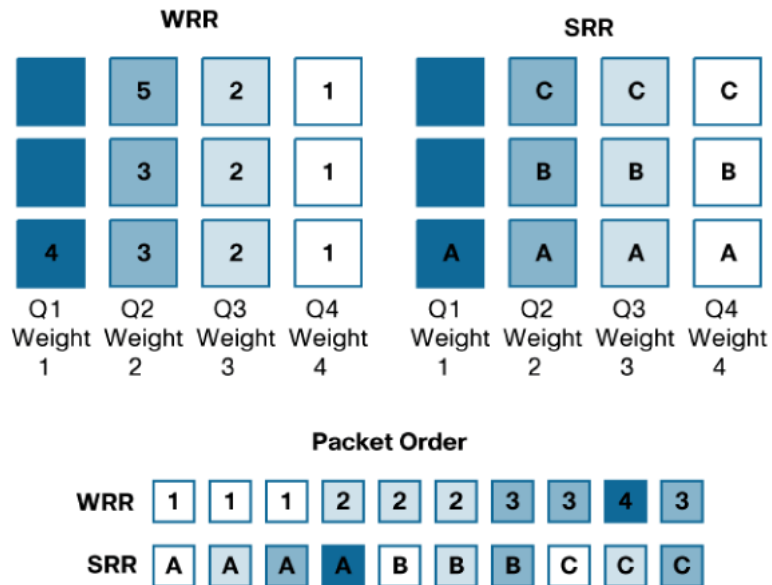 WRR SRR
5 2 1 C C C
3 2 1 B B B
4 3 2 1 A A A A
Q1 Q2 Q3 Q4 Q1 Q2 Q3 Q4
Weight Weight Weight Weight Weight Weight Weight Weight
1 2 3 4 1 2 3 4
Packet Order
WRR 1 1 1 2 2 2 3 3 4 3
SRR A A A A B B B C C C